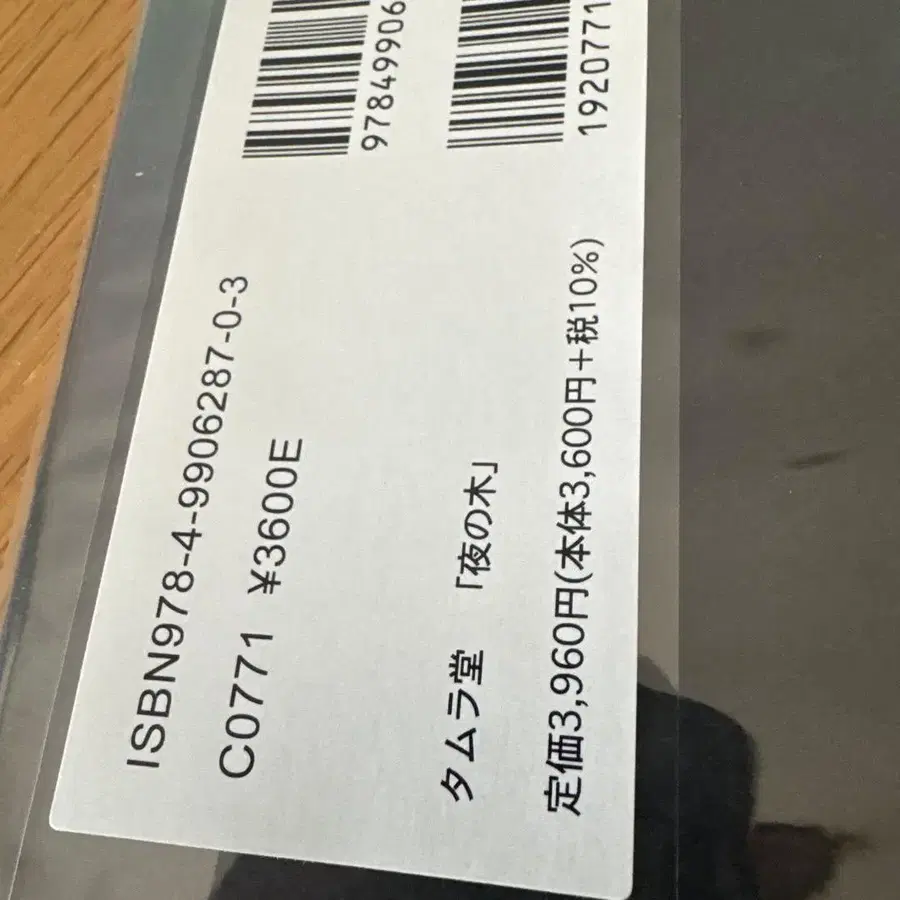 97849906
1920771
ISBN978-4-9906287-0-3
C0771 ¥3600E
タムラ堂 「夜の木」
定価3,960円(本体3,600円＋税10%)